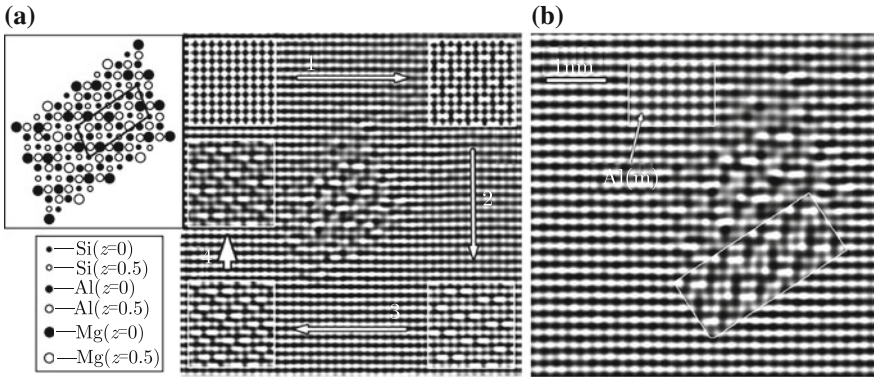 (a)
(b)
1
2
3
4
Si(z=0)
Si(z=0.5)
Al(z=0)
Al(z=0.5)
Mg(z=0)
Mg(z=0.5)
1nm
Al(m)